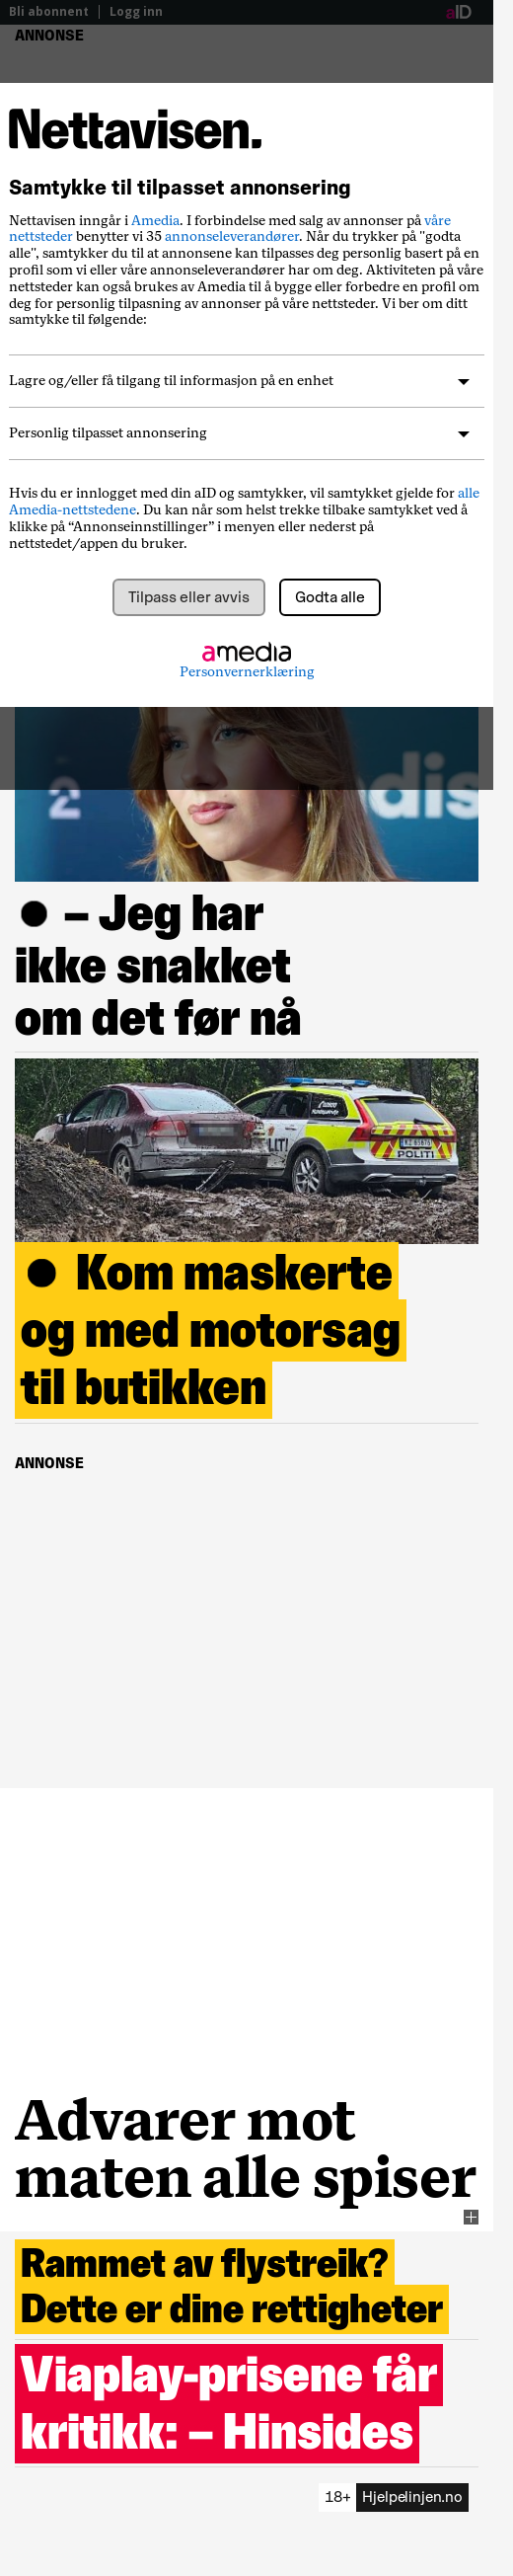 Bli abonnent | Logg inn aID
ANNONSE
Nettavisen.
Samtykke til tilpasset annonsering
Nettavisen inngår i Amedia. I forbindelse med salg av annonser på våre
nettsteder benytter vi 35 annonseleverandører. Når du trykker på "godta
alle", samtykker du til at annonsene kan tilpasses deg personlig basert på en
profil som vi eller våre annonseleverandører har om deg. Aktiviteten på våre
nettsteder kan også brukes av Amedia til å bygge eller forbedre en profil om
deg for personlig tilpasning av annonser på våre nettsteder. Vi ber om ditt
samtykke til følgende:
Lagre og/eller få tilgang til informasjon på en enhet
Personlig tilpasset annonsering
Hvis du er innlogget med din aID og samtykker, vil samtykket gjelde for alle
Amedia-nettstedene. Du kan når som helst trekke tilbake samtykket ved å
klikke på “Annonseinnstillinger” i menyen eller nederst på
nettstedet/appen du bruker.
Tilpass eller avvis Godta alle
amedia
Personvernerklæring
2 dis
– Jeg har
ikke snakket
om det før nå
POLITI
Kom maskerte
og med motorsag
til butikken
ANNONSE
Advarer mot
maten alle spiser
Rammet av flystreik?
Dette er dine rettigheter
Viaplay-prisene får
kritikk: – Hinsides
18+ Hjelpelinjen.no